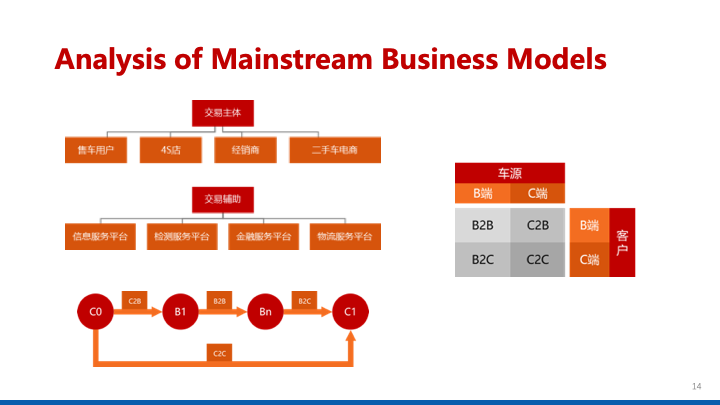 Analysis of Mainstream Business Models
交易主体
售车用户 4S店 经销商 二手车电商
交易辅助
信息服务平台 检测服务平台 金融服务平台 物流服务平台
C2B B2B B2C
C0 B1 Bn C1
C2C
车源
B端 C端
B2B C2B B端
B2C C2C C端
客户
14